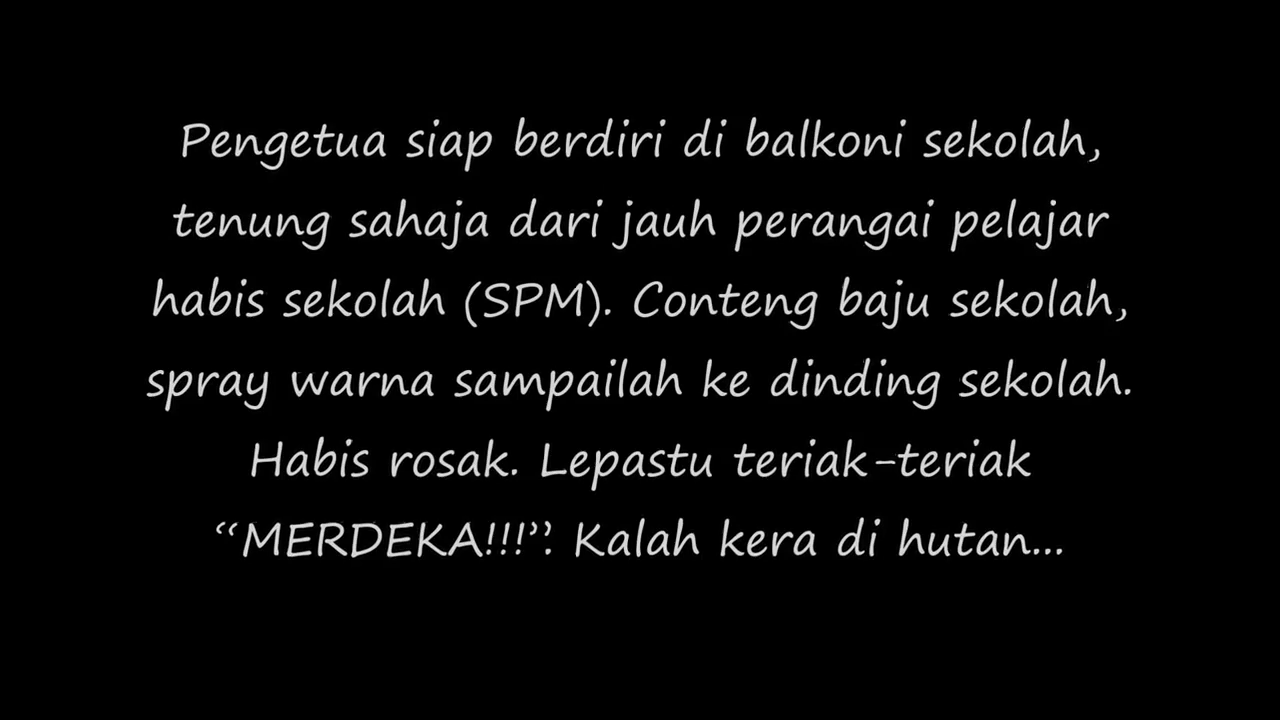 Pengetua siap berdiri di balkoni sekolah,
tenung sahaja dari jauh perangai pelajar
habis sekolah (SPM). Conteng baju sekolah,
spray warna sampailah ke dinding sekolah.
Habis rosak. Lepastu teriak-teriak
“MERDEKA!!!”. Kalah kera di hutan...